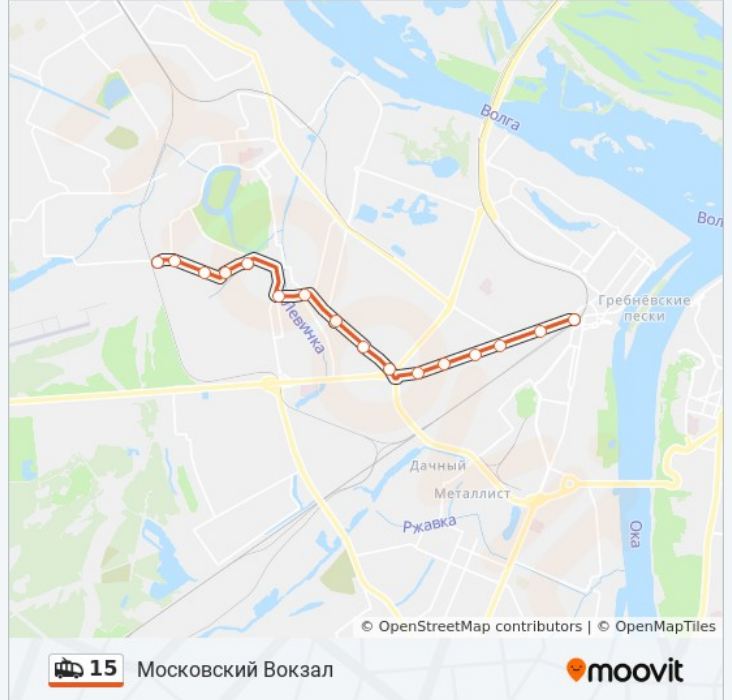 Волга
Вол
Гребнёвские
пески
Левинка
Дачный
Металлист
Ржавка
Ока
© OpenStreetMap contributors | © OpenMapTiles
15 Московский Вокзал
moovit